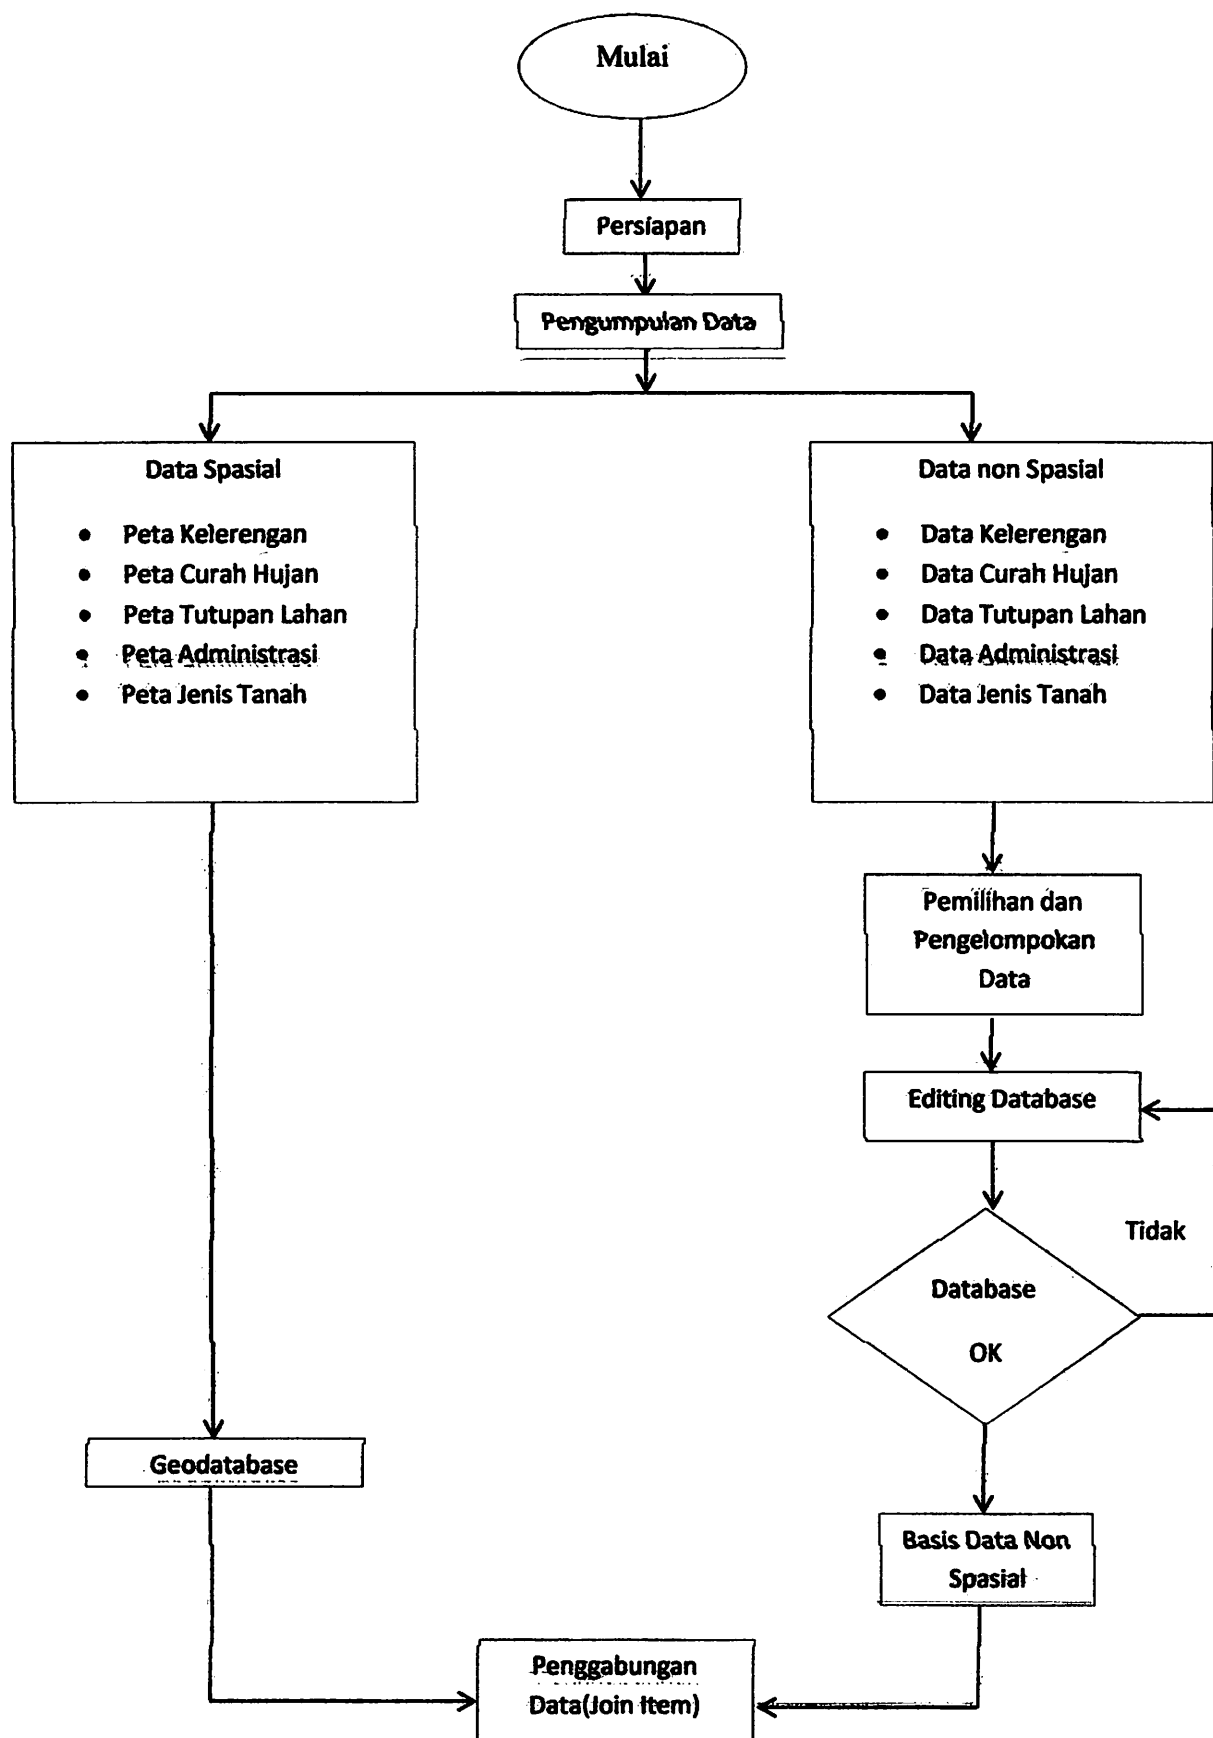 Mulai
Persiapan
Pengumpulan Data
Data Spasial
• Peta Kelerengan
• Peta Curah Hujan
• Peta Tutupan Lahan
• Peta Administrasi
• Peta Jenis Tanah
Data non Spasial
• Data Kelerengan
• Data Curah Hujan
• Data Tutupan Lahan
• Data Administrasi
• Data Jenis Tanah
Pemilihan dan
Pengelompokan
Data
Editing Database
Tidak
Database
OK
Geodatabase
Basis Data Non
Spasial
Penggabungan
Data(Join Item)